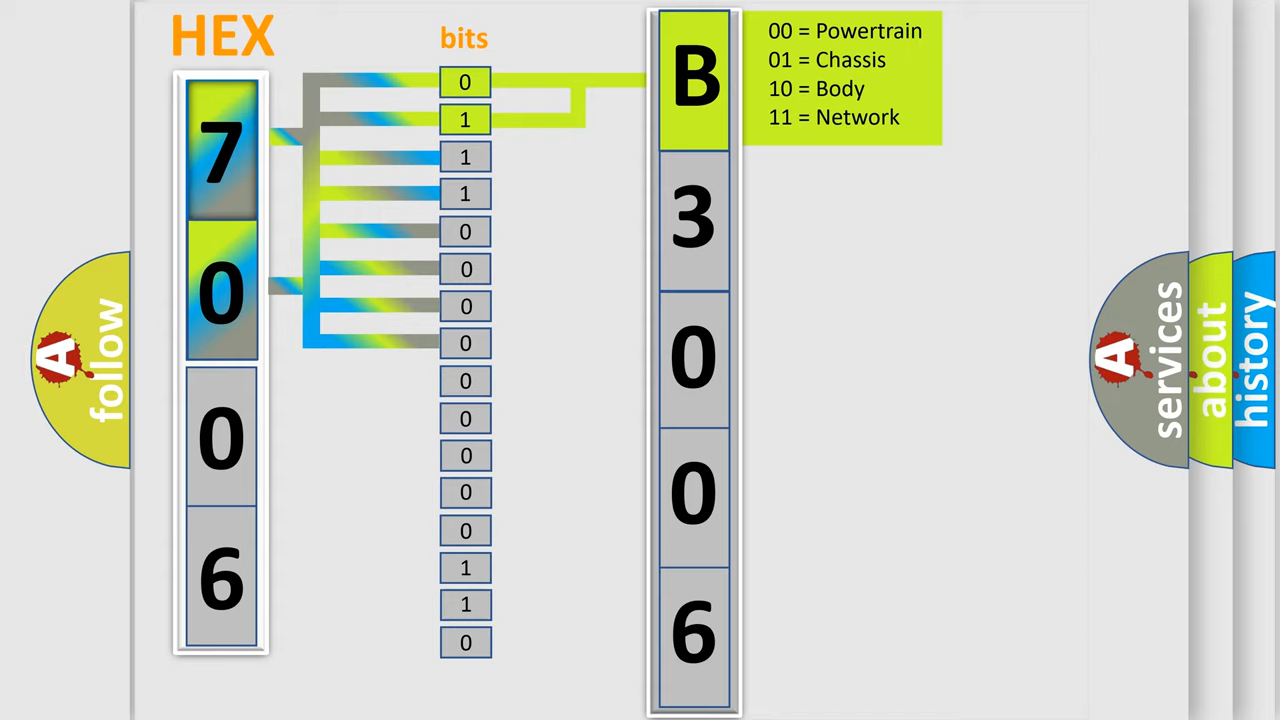 HEX
bits
7
0
0
6
0
1
1
1
0
0
0
0
0
0
0
0
0
1
1
0
B
3
0
0
6
00 = Powertrain
01 = Chassis
10 = Body
11 = Network
A
follow
A
services
about
history